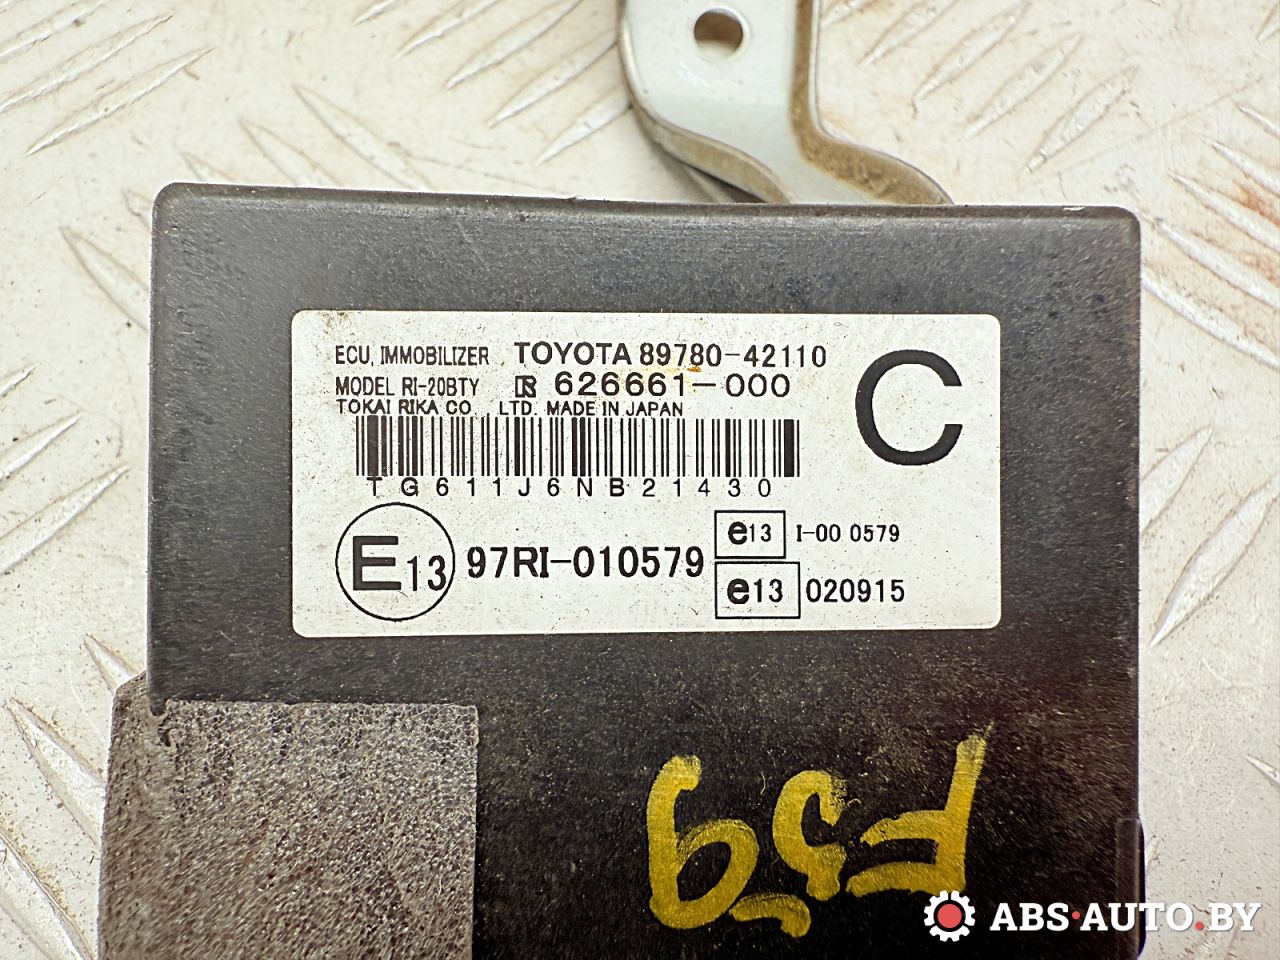 ECU, IMMOBILIZER TOYOTA 89780-42110
MODEL RI-20BTY 626661-000
TOKAI RIKA CO., LTD. MADE IN JAPAN
C
TG611J6NB21430
E13 97RI-010579
e13 I-00 0579
e13 020915
ABS-AUTO.BY